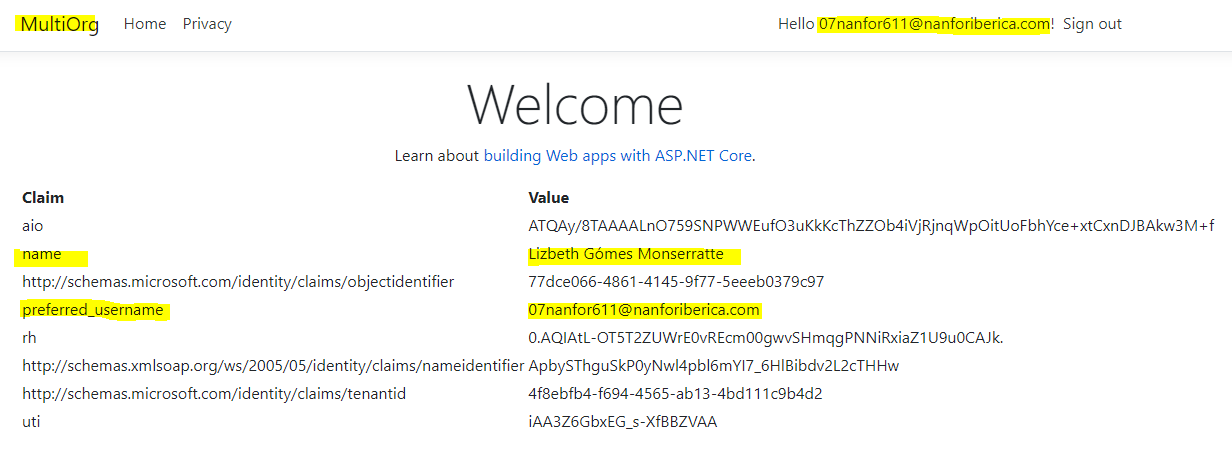 MultiOrg Home Privacy Hello 07nanfor611@nanforiberica.com! Sign out
Welcome
Learn about building Web apps with ASP.NET Core.
Claim Value
aio ATQAy/8TAAAALnO759SNPWWEufO3uKkKcThZZOb4iVjRjnqWpOitUoFbhYce+xtCxnDJBAkw3M+f
name Lizbeth Gómes Monserratte
http://schemas.microsoft.com/identity/claims/objectidentifier 77dce066-4861-4145-9f77-5eeeb0379c97
preferred_username 07nanfor611@nanforiberica.com
rh 0.AQIAtL-OT5T2ZUWrE0vREcm00gwvSHmqgPNNiRxiaZ1U9u0CAJk.
http://schemas.xmlsoap.org/ws/2005/05/identity/claims/nameidentifier ApbySThguSkP0yNwl4pbl6mYI7_6HlBibdv2L2cTHHw
http://schemas.microsoft.com/identity/claims/tenantid 4f8ebfb4-f694-4565-ab13-4bd111c9b4d2
uti iAA3Z6GbxEG_s-XfBBZVAA